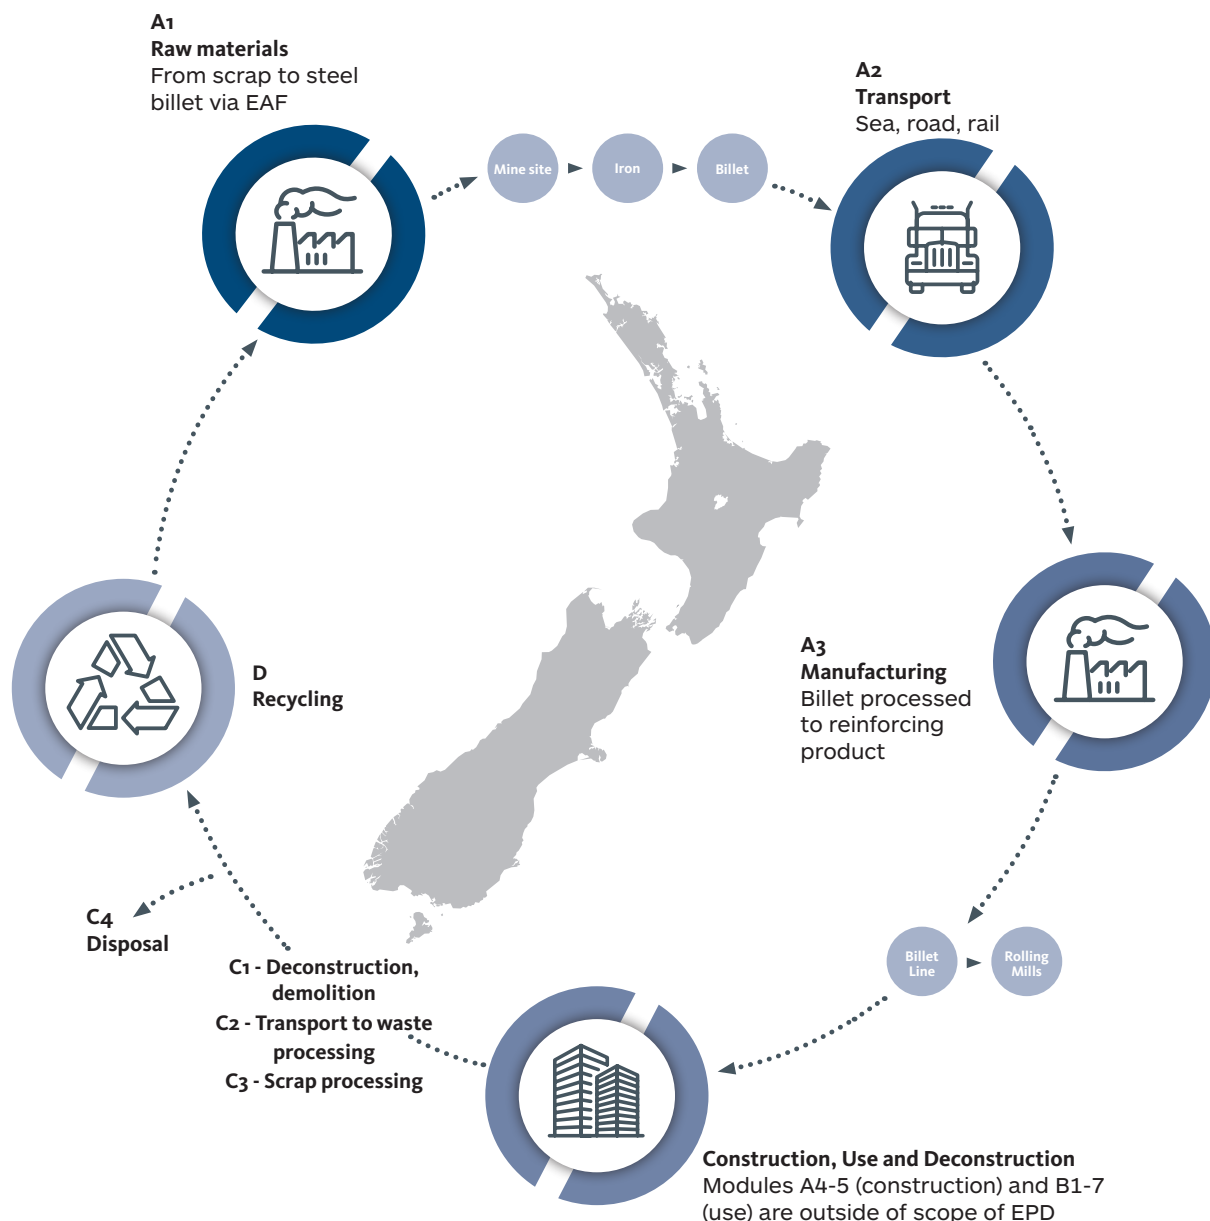 A1
Raw materials
From scrap to steel
billet via EAF
A2
Transport
Sea, road, rail
Mine site
Iron
Billet
A3
Manufacturing
Billet processed
to reinforcing
product
D
Recycling
C4
Disposal
Billet
Line
Rolling
Mills
C1 - Deconstruction,
demolition
C2 - Transport to waste
processing
C3 - Scrap processing
Construction, Use and Deconstruction
Modules A4-5 (construction) and B1-7
(use) are outside of scope of EPD